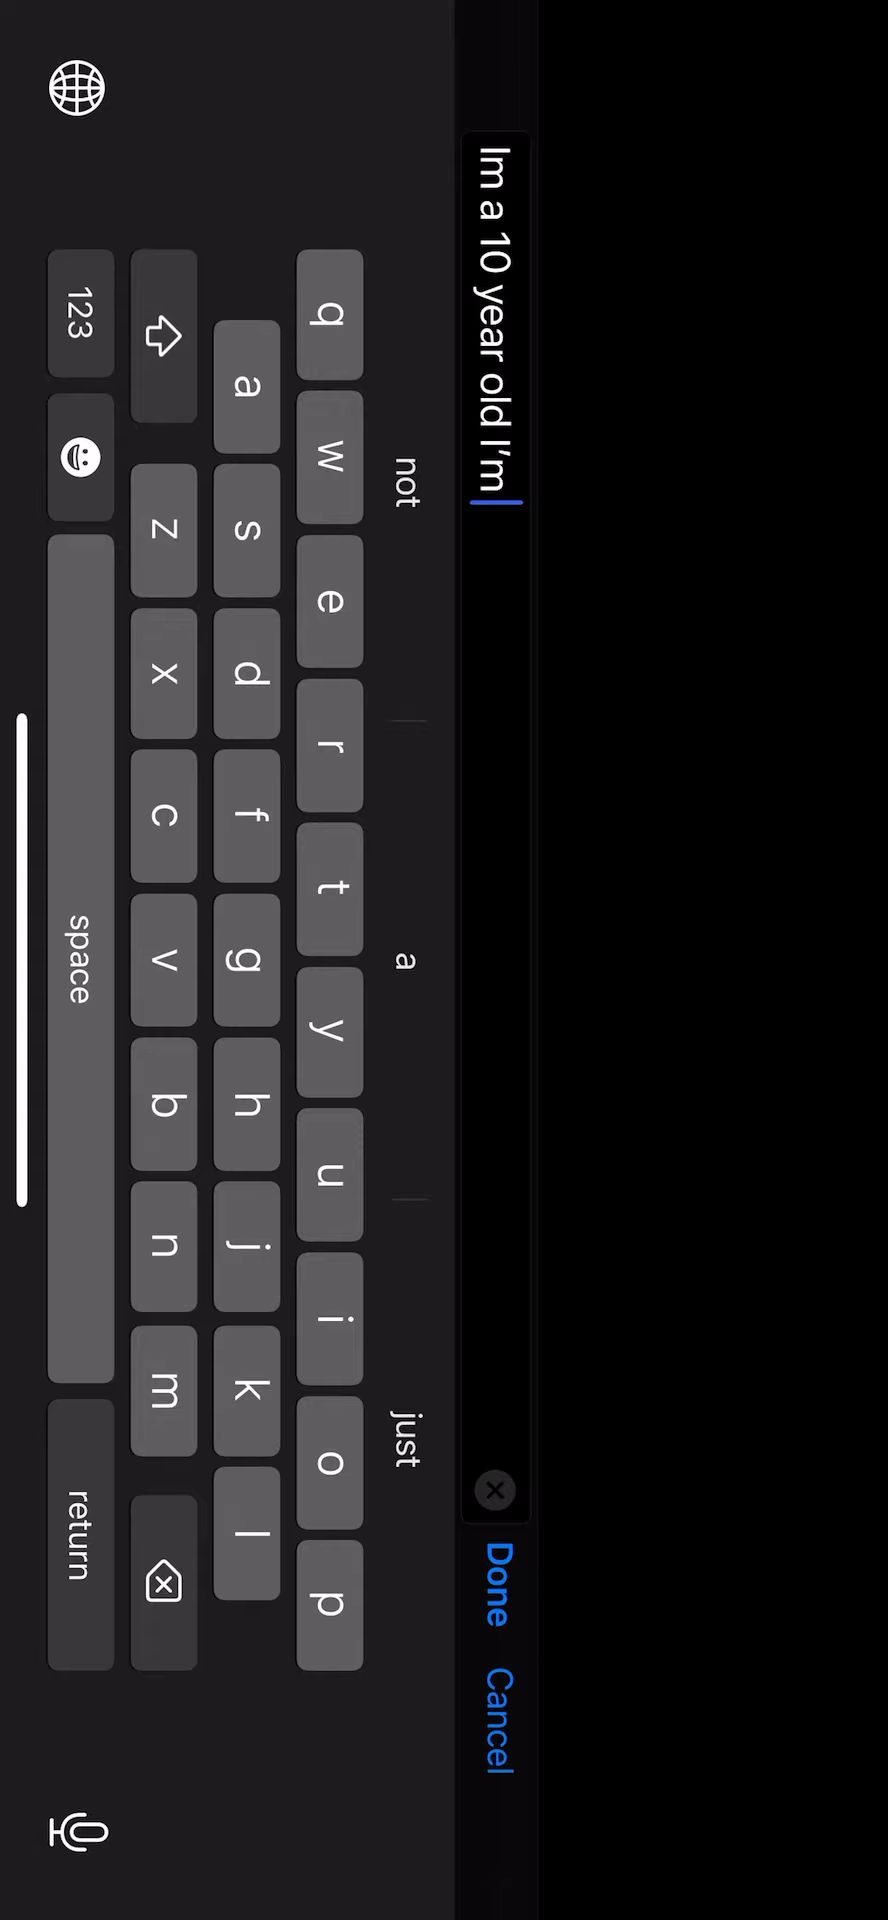 Im a 10 year old I'm
Done Cancel
not a just
q w e r t y u i o p
a s d f g h j k l
z x c v b n m
123 space return